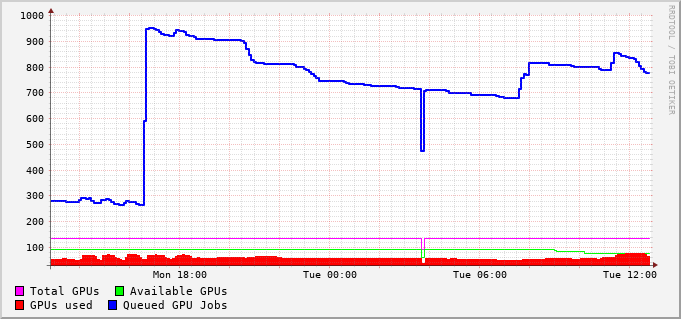 1000
900
800
700
600
500
400
300
200
100
Mon 18:00 Tue 00:00 Tue 06:00 Tue 12:00
Total GPUs Available GPUs
GPUs used Queued GPU Jobs
RRDTOOL / TOBI OETIKER